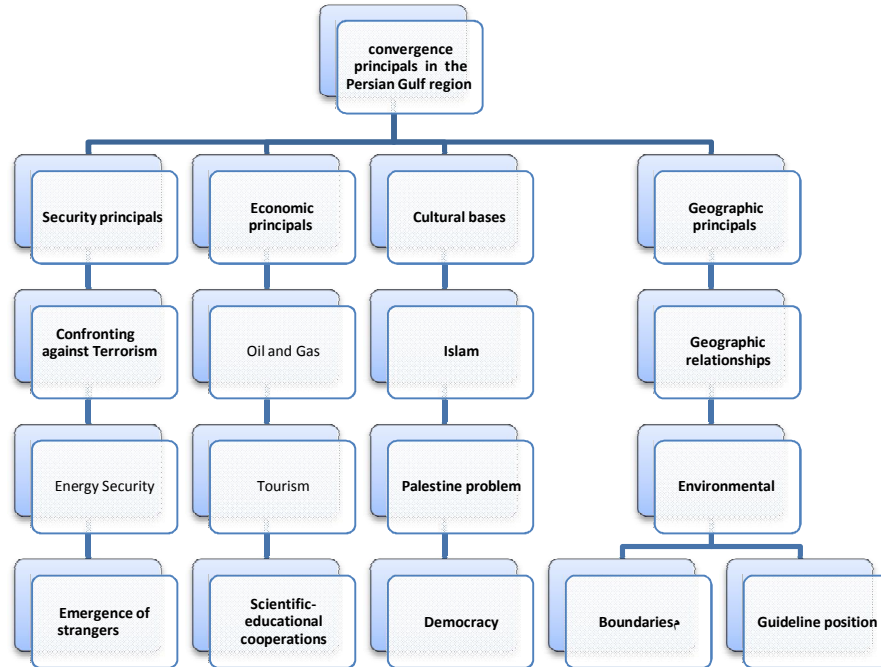 convergence
principals in the
Persian Gulf region
Security principals
Economic
principals
Cultural bases
Geographic
principals
Confronting
against Terrorism
Oil and Gas
Islam
Geographic
relationships
Energy Security
Tourism
Palestine problem
Environmental
Emergence of
strangers
Scientific-
educational
cooperations
Democracy
Boundariesم
Guideline position